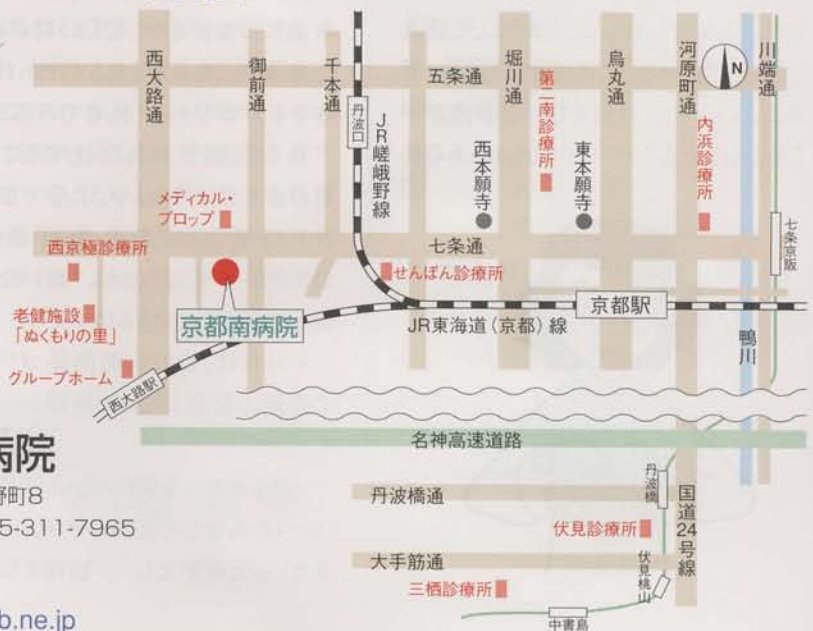 西大路通
御前通
千本通
五条通
堀川通
烏丸通
河原町通
川端通
N
丹波口
JR嵯峨野線
第二南診療所
西本願寺
東本願寺
内浜診療所
メディカル・
プロップ
西京極診療所
七条通
七条京阪
せんぽん診療所
老健施設
「ぬくもりの里」
京都南病院
京都駅
JR東海道(京都)線
鴨川
グループホーム
西大路駅
名神高速道路
病院
野町8
5-311-7965
b.ne.jp
丹波橋通
丹波橋
国道24号線
伏見診療所
大手筋通
伏見桃山
三栖診療所
中書島